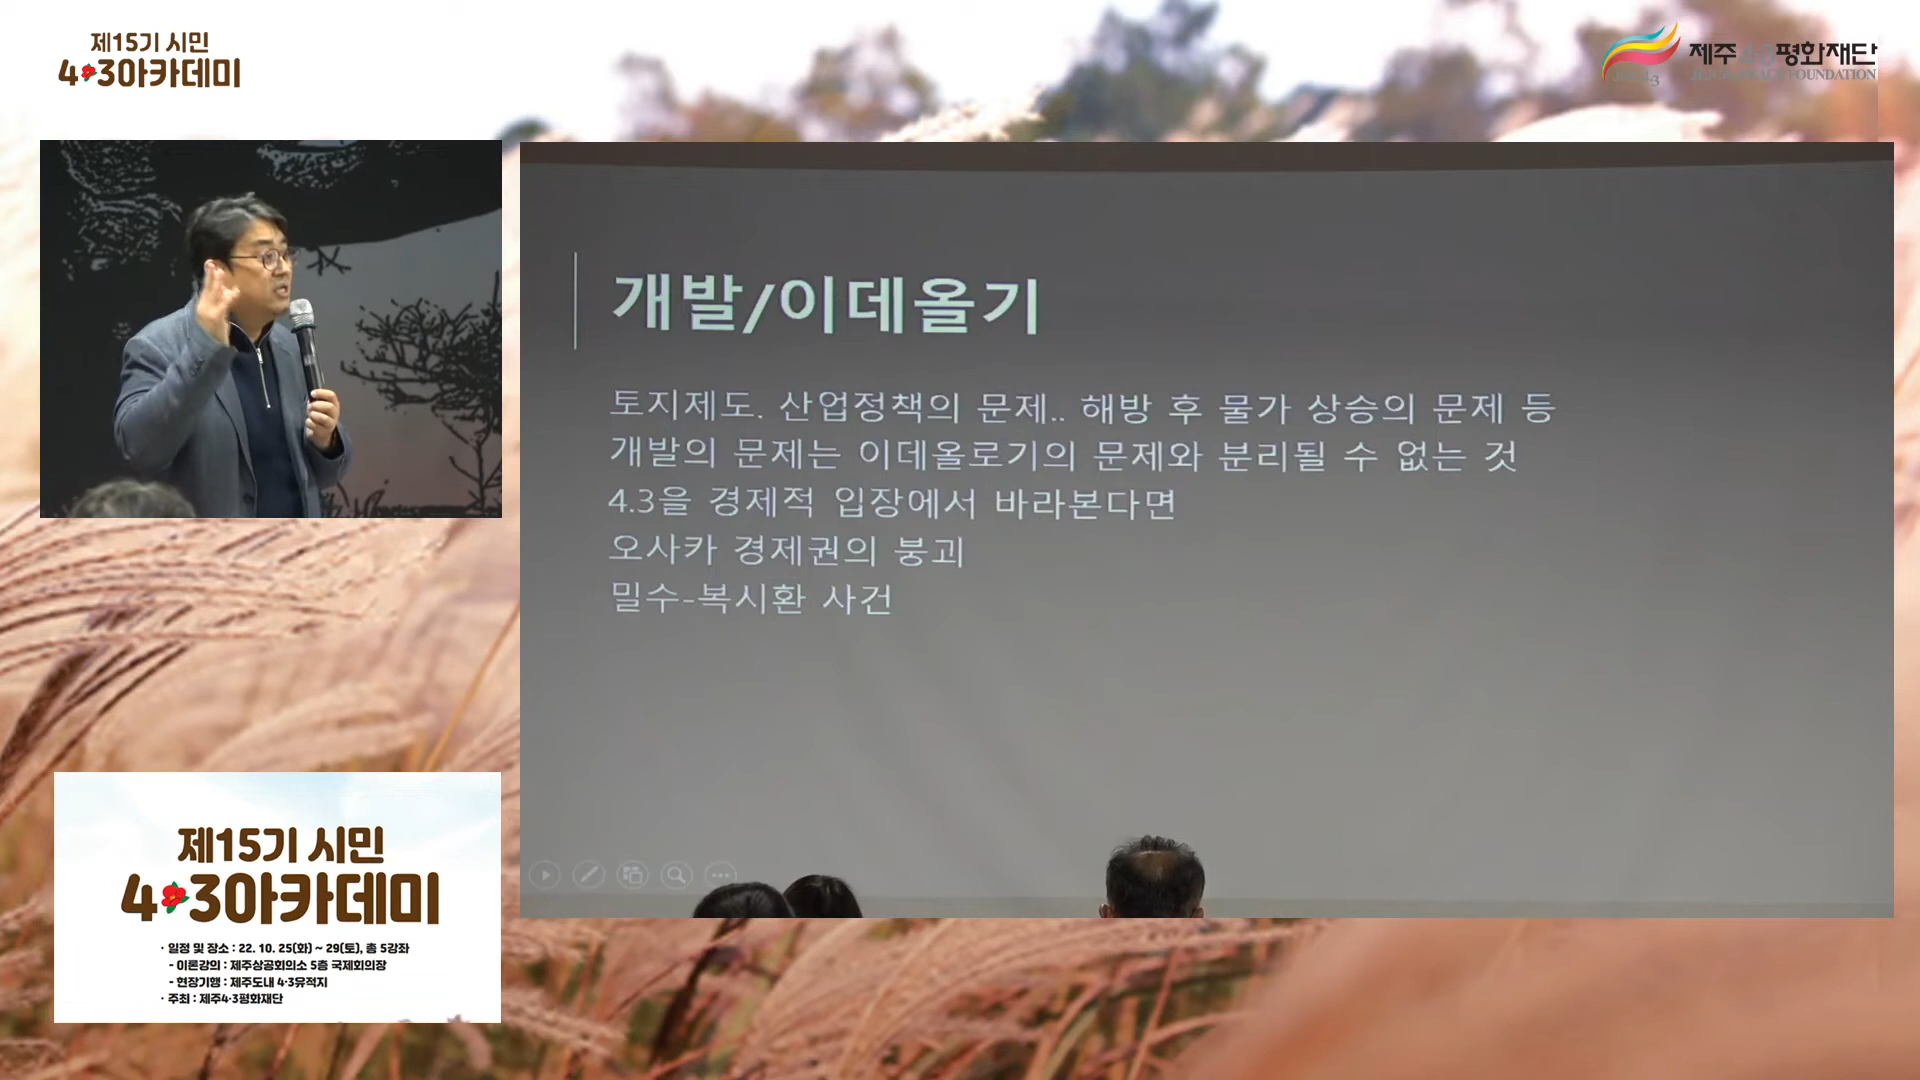 제15기 시민
4·3아카데미
제주4·3평화재단
JEJU 4·3 PEACE FOUNDATION
개발/이데올기
토지제도. 산업정책의 문제.. 해방 후 물가 상승의 문제 등
개발의 문제는 이데올로기의 문제와 분리될 수 없는 것
4.3을 경제적 입장에서 바라본다면
오사카 경제권의 붕괴
밀수-복시환 사건
제15기 시민
4·3아카데미
· 일정 및 장소 : 22. 10. 25(화) ~ 29(토), 총 5강좌
- 이론강의 : 제주상공회의소 5층 국제회의장
- 현장기행 : 제주도내 4·3유적지
· 주최 : 제주4·3평화재단